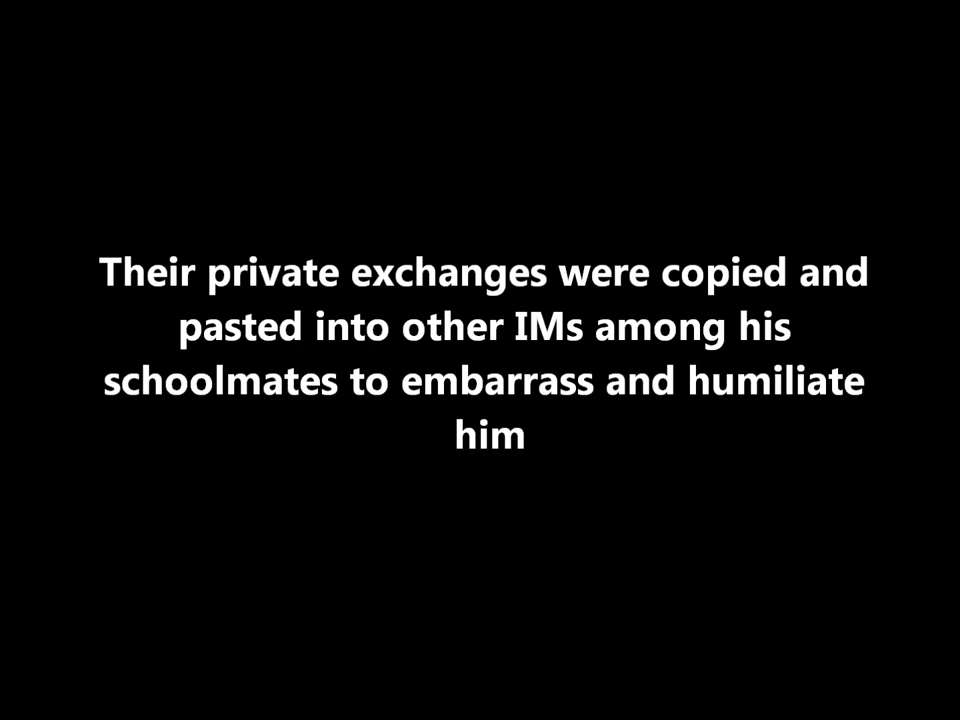 Their private exchanges were copied and
pasted into other IMs among his
schoolmates to embarrass and humiliate
him